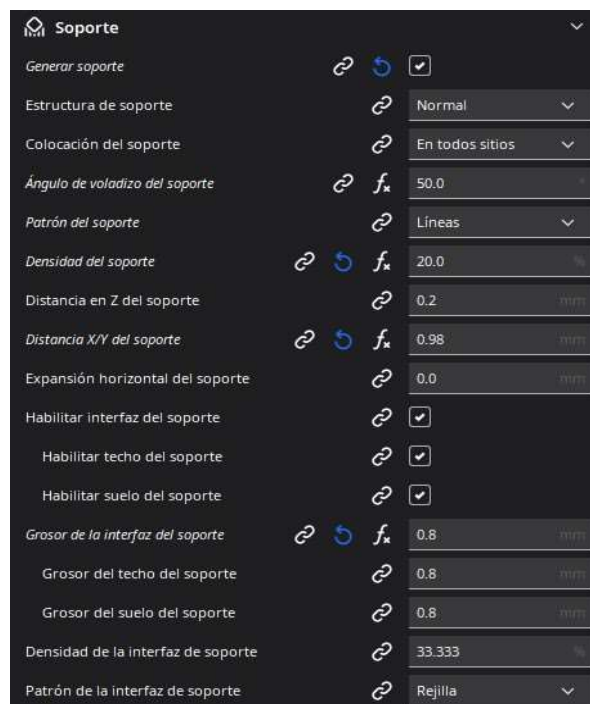 Soporte
Generar soporte
Estructura de soporte Normal
Colocación del soporte En todos sitios
Ángulo de voladizo del soporte fx 50.0 °
Patrón del soporte Líneas
Densidad del soporte fx 20.0 %
Distancia en Z del soporte 0.2 mm
Distancia X/Y del soporte fx 0.98 mm
Expansión horizontal del soporte 0.0 mm
Habilitar interfaz del soporte
Habilitar techo del soporte
Habilitar suelo del soporte
Grosor de la interfaz del soporte fx 0.8 mm
Grosor del techo del soporte 0.8 mm
Grosor del suelo del soporte 0.8 mm
Densidad de la interfaz de soporte 33.333 %
Patrón de la interfaz de soporte Rejilla